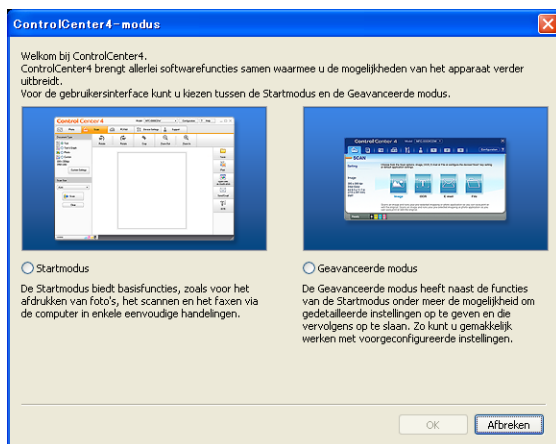 ControlCenter4-modus
Welkom bij ControlCenter4.
ControlCenter4 brengt allerlei softwarefuncties samen waarmee u de mogelijkheden van het apparaat verder
uitbreidt.
Voor de gebruikersinterface kunt u kiezen tussen de Startmodus en de Geavanceerde modus.
Control Center 4
Control Center 4
SCAN
Startmodus
De Startmodus biedt basisfuncties, zoals voor het
afdrukken van foto's, het scannen en het faxen via
de computer in enkele eenvoudige handelingen.
Geavanceerde modus
De Geavanceerde modus heeft naast de functies
van de Startmodus onder meer de mogelijkheid om
gedetailleerde instellingen op te geven en die
vervolgens op te slaan. Zo kunt u gemakkelijk
werken met voorgeconfigureerde instellingen.
OK
Afbreken